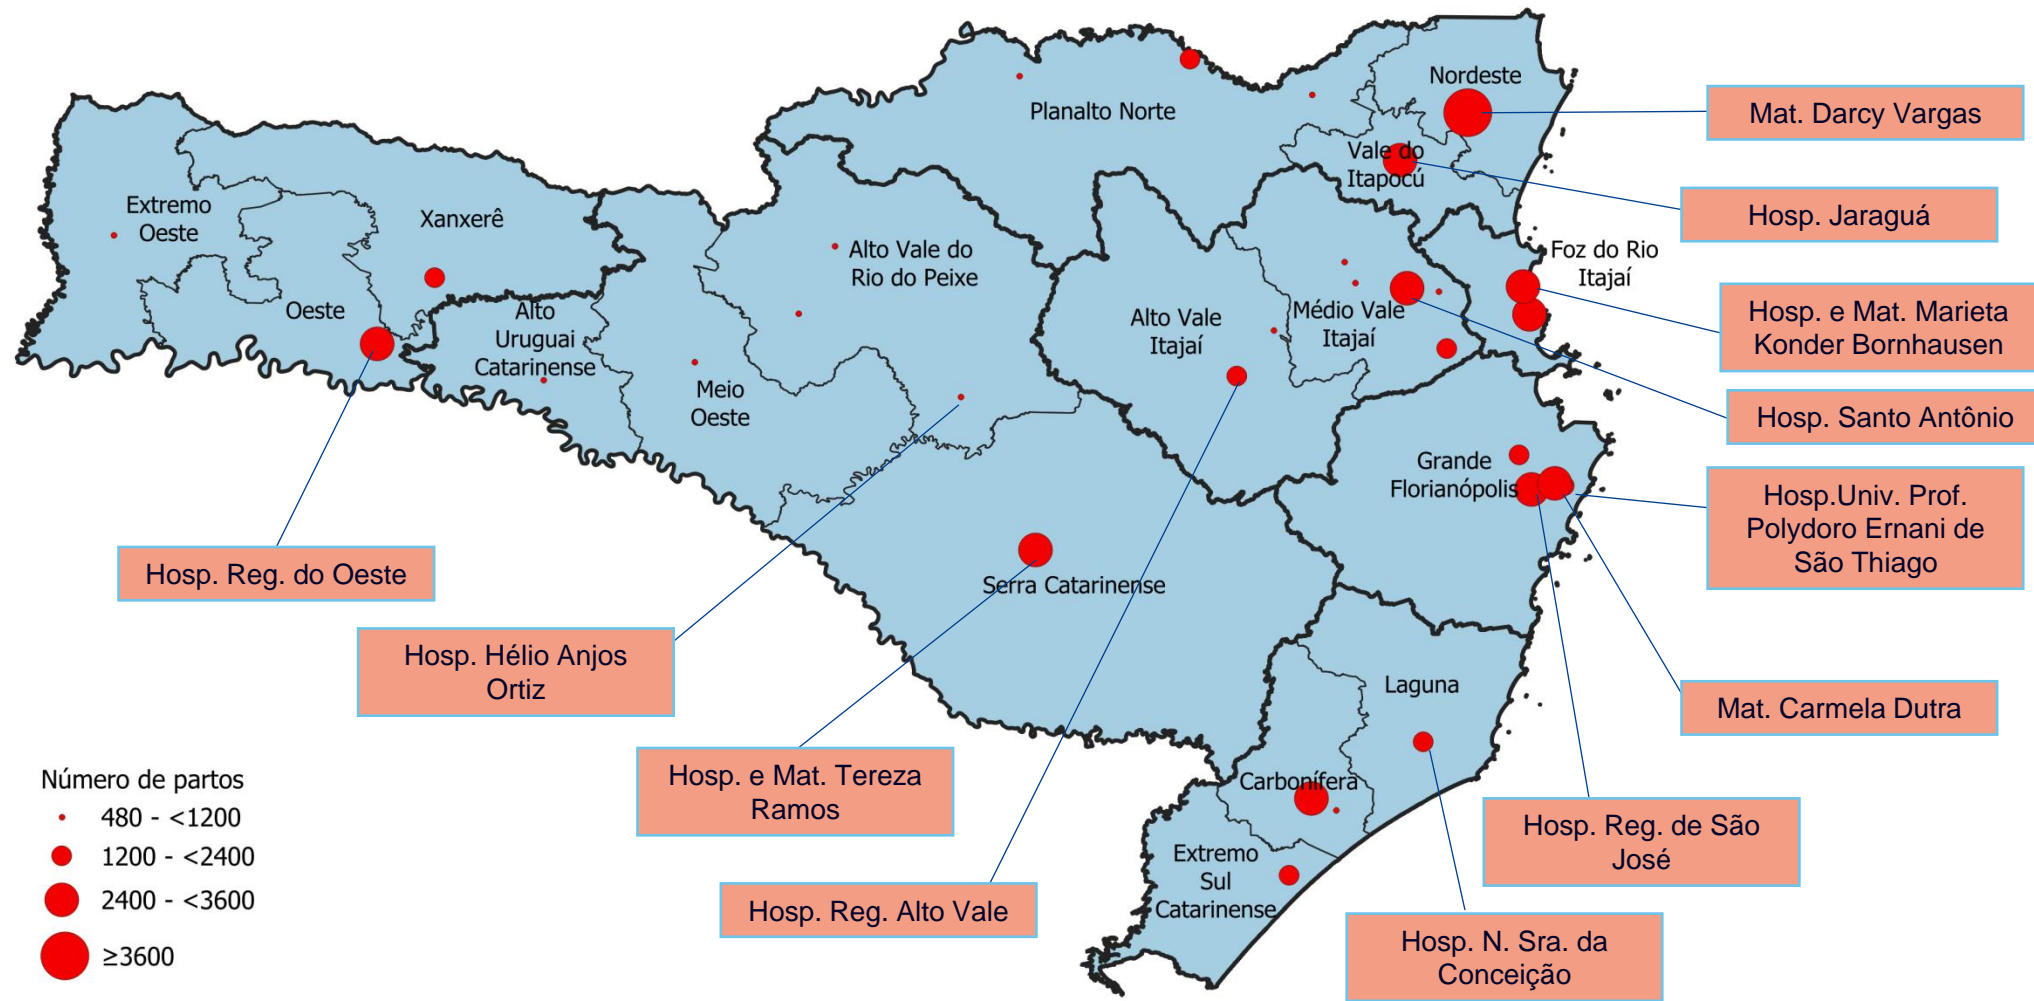 Nordeste
Planalto Norte
Mat. Darcy Vargas
Vale do
Itapocú
Hosp. Jaraguá
Extremo
Oeste
Xanxerê
Alto Vale do
Rio do Peixe
Foz do Rio
Itajaí
Oeste
Alto
Uruguai
Catarinense
Alto Vale
Itajaí
Médio Vale
Itajaí
Hosp. e Mat. Marieta
Konder Bornhausen
Meio
Oeste
Hosp. Santo Antônio
Grande
Florianópolis
Hosp.Univ. Prof.
Polydoro Ernani de
São Thiago
Hosp. Reg. do Oeste
Serra Catarinense
Hosp. Hélio Anjos
Ortiz
Laguna
Mat. Carmela Dutra
Hosp. e Mat. Tereza
Ramos
Carbonífera
Hosp. Reg. de São
José
Extremo
Sul
Catarinense
Hosp. Reg. Alto Vale
Hosp. N. Sra. da
Conceição
Número de partos
480 - <1200
1200 - <2400
2400 - <3600
≥3600